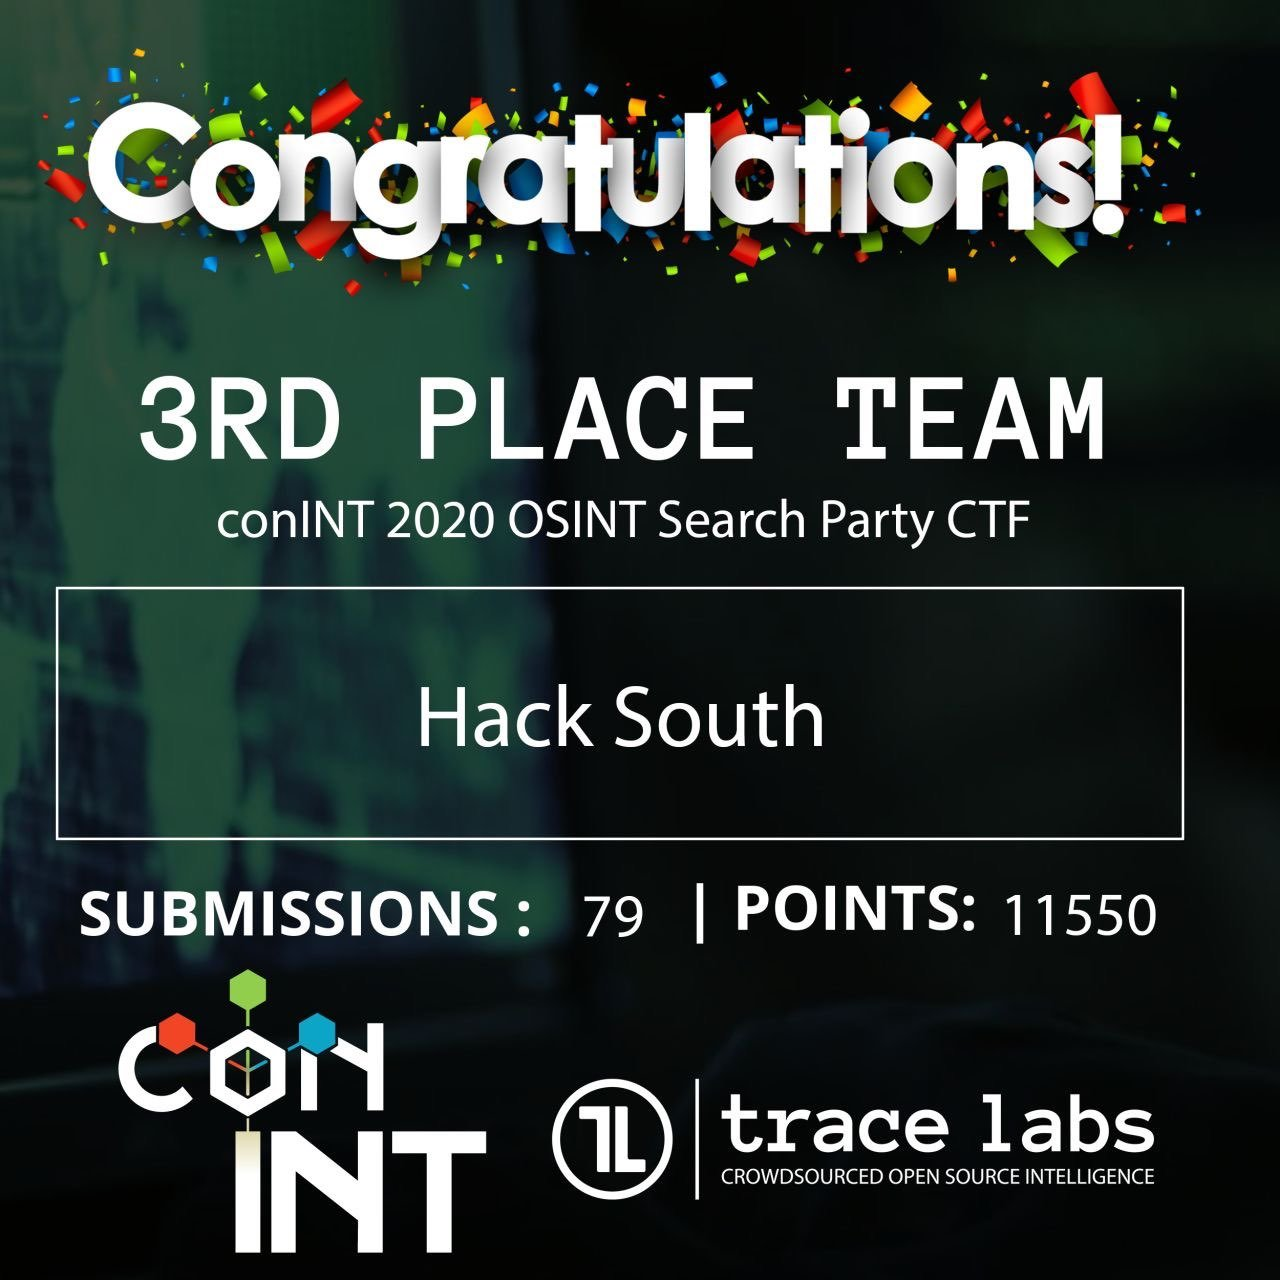 Congratulations!
3RD PLACE TEAM
conINT 2020 OSINT Search Party CTF
Hack South
SUBMISSIONS : 79 | POINTS: 11550
CON
INT
TL
trace labs
CROWDSOURCED OPEN SOURCE INTELLIGENCE